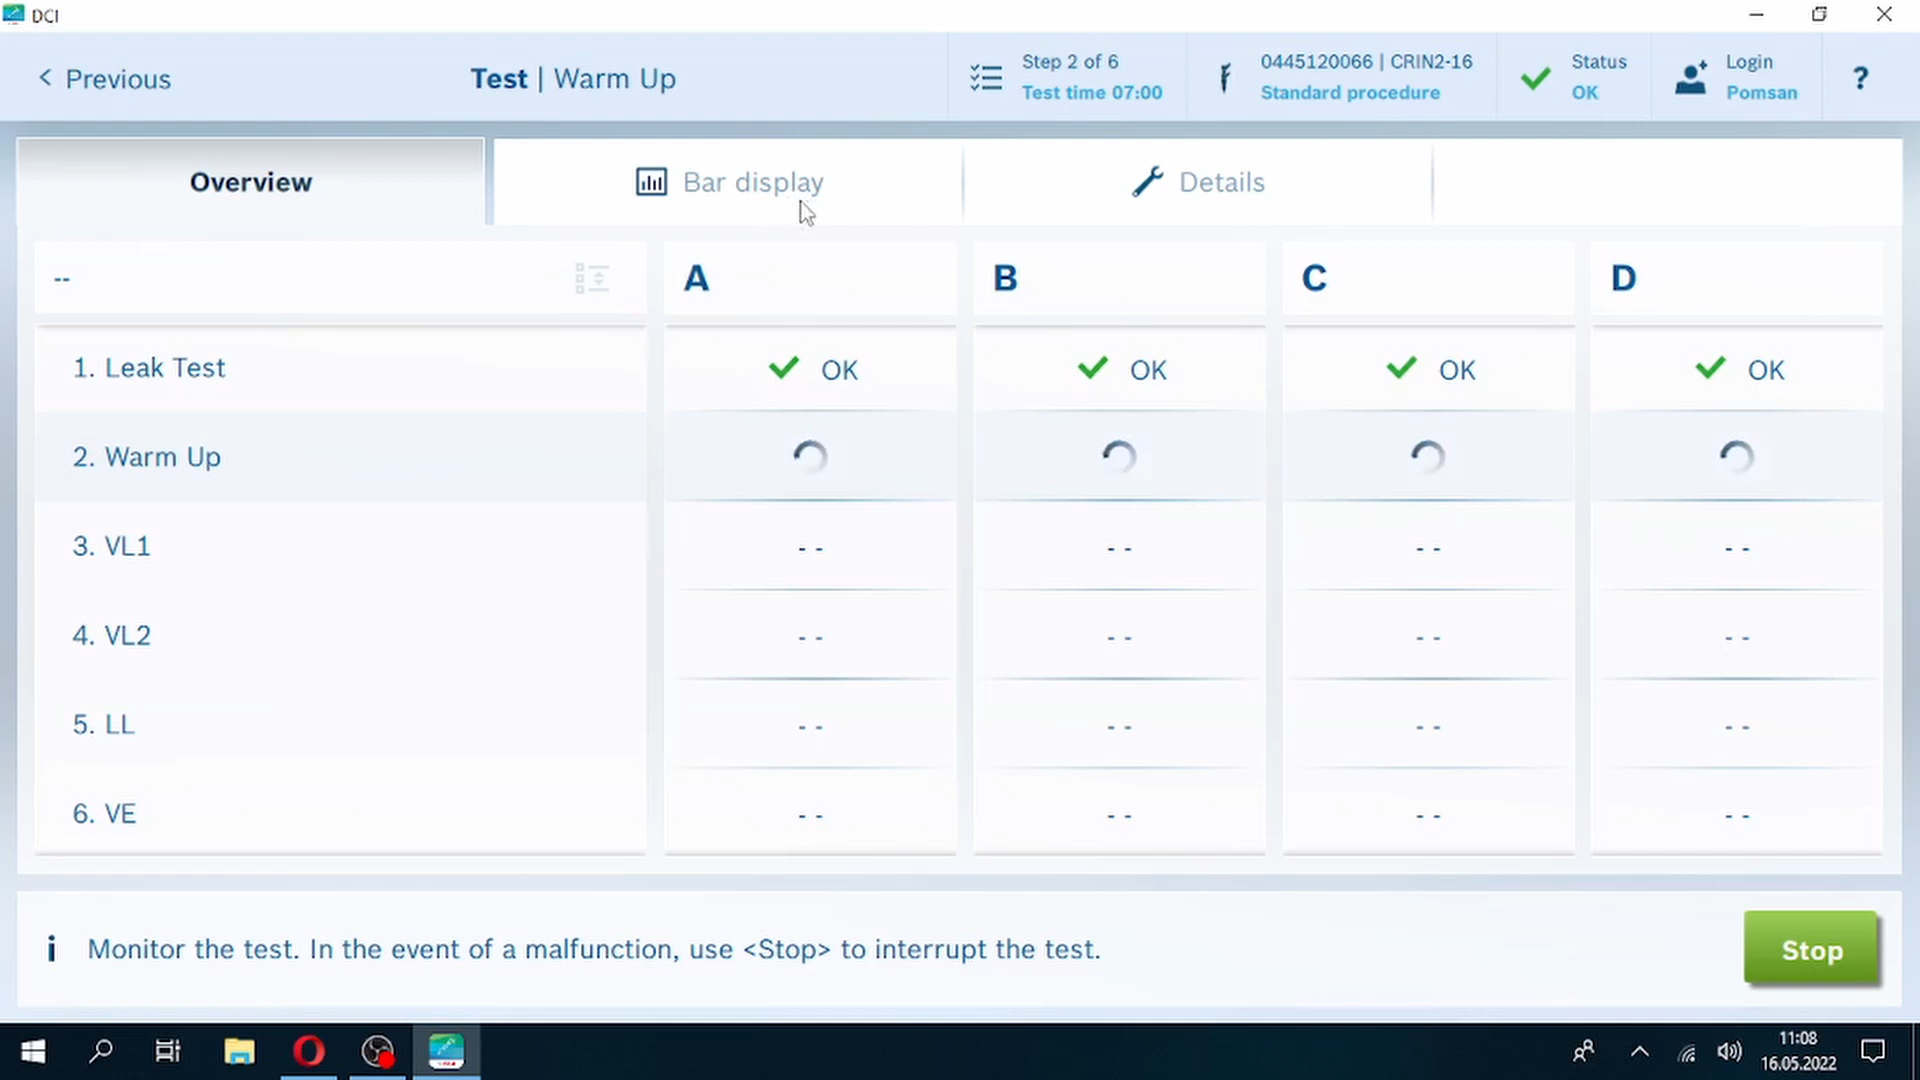 DCI
< Previous
Test | Warm Up
Step 2 of 6
Test time 07:00
0445120066 | CRIN2-16
Standard procedure
Status
OK
Login
Pomsan
?
Overview
Bar display
Details
--
A
B
C
D
1. Leak Test
OK
OK
OK
OK
2. Warm Up
3. VL1
- -
- -
- -
- -
4. VL2
- -
- -
- -
- -
5. LL
- -
- -
- -
- -
6. VE
- -
- -
- -
- -
i
Monitor the test. In the event of a malfunction, use <Stop> to interrupt the test.
Stop
11:08
16.05.2022